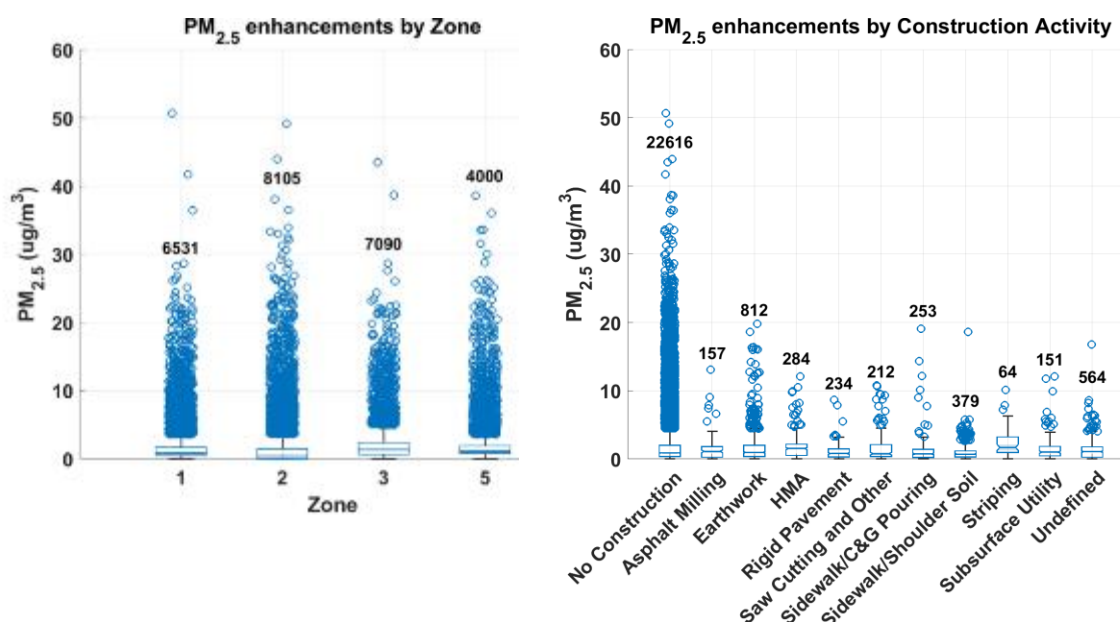 PM2.5 enhancements by Zone
60
50
40
30
20
10
0
PM2.5 (ug/m3)
6531
8105
7090
4000
1 2 3 5
Zone
PM2.5 enhancements by Construction Activity
60
50
40
30
20
10
0
PM2.5 (ug/m3)
22616
157
812
284
234
212
253
379
64
151
564
No Construction
Asphalt Milling
Earthwork
HMA
Rigid Pavement
Saw Cutting and Other
Sidewalk/C&G Pouring
Sidewalk/Shoulder Soil
Striping
Subsurface Utility
Undefined